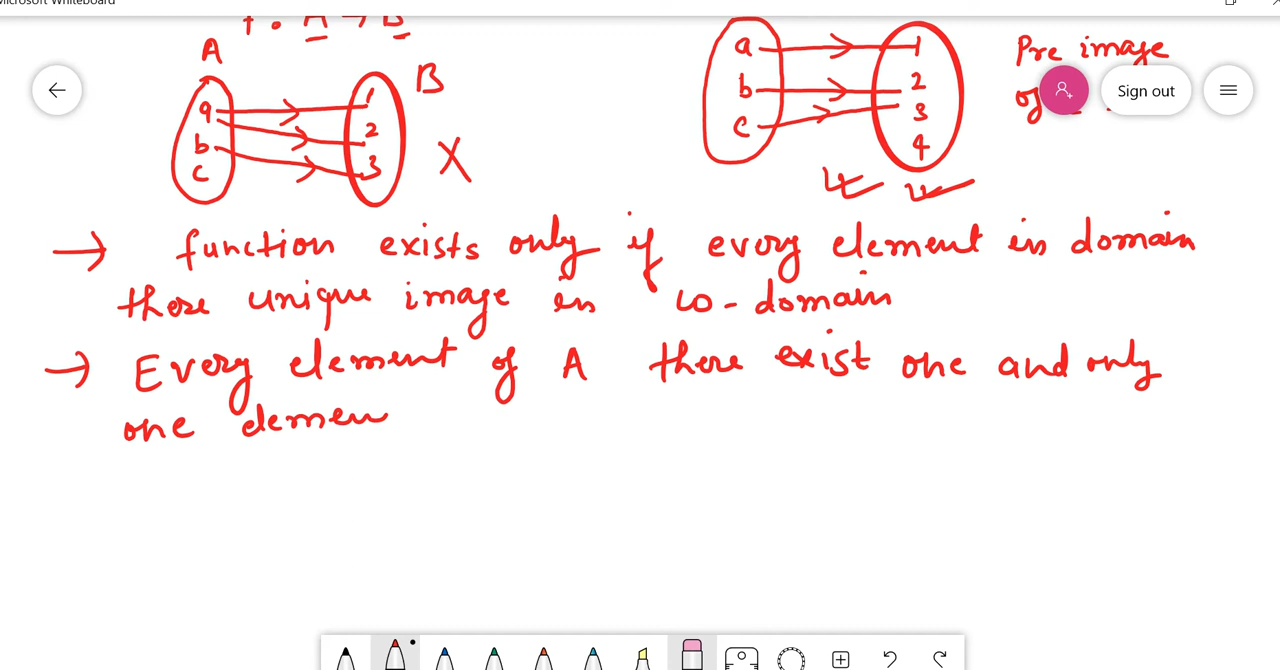 Microsoft Whiteboard
f : A → B
A
B
a
b
c
1
2
3
X
a
b
c
1
2
3
4
Pre image
of
Sign out
→ function exists only if every element in domain
those unique image in co-domain
→ Every element of A there exist one and only
one elemen